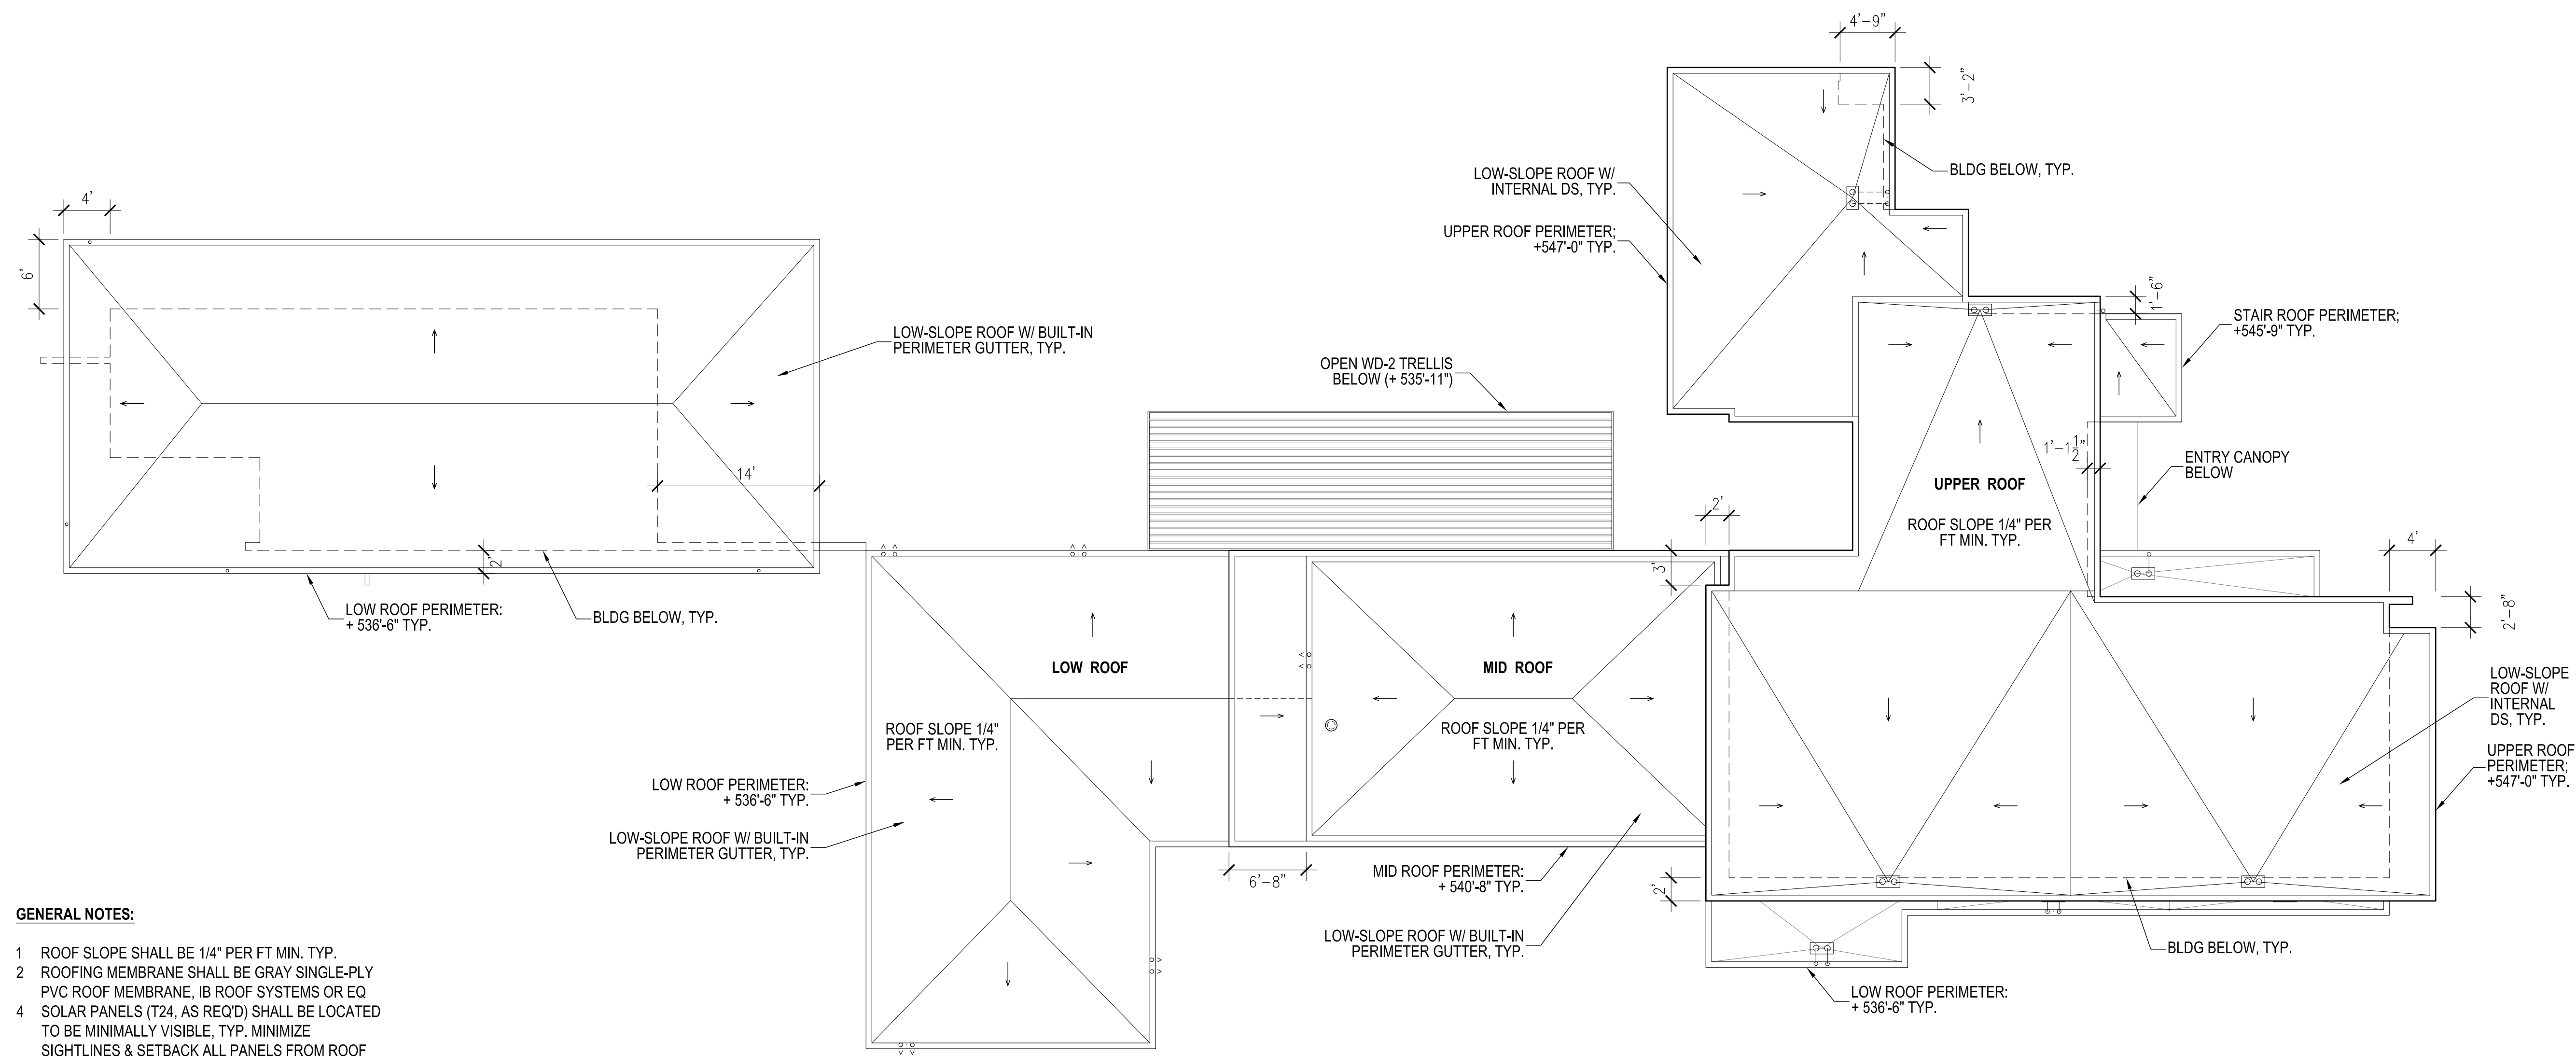 4'-9"
3'-2"
LOW-SLOPE ROOF W/
INTERNAL DS, TYP.
BLDG BELOW, TYP.
UPPER ROOF PERIMETER;
+547'-0" TYP.
4'
6'
1'-6"
STAIR ROOF PERIMETER;
+545'-9" TYP.
LOW-SLOPE ROOF W/ BUILT-IN
PERIMETER GUTTER, TYP.
OPEN WD-2 TRELLIS
BELOW (+ 535'-11")
14'
1'-1 1/2"
ENTRY CANOPY
BELOW
UPPER ROOF
ROOF SLOPE 1/4" PER
FT MIN. TYP.
2'
4'
2'
3'
2'-8"
LOW ROOF PERIMETER:
+ 536'-6" TYP.
BLDG BELOW, TYP.
LOW ROOF
MID ROOF
ROOF SLOPE 1/4"
PER FT MIN. TYP.
ROOF SLOPE 1/4" PER
FT MIN. TYP.
LOW-SLOPE
ROOF W/
INTERNAL
DS, TYP.
UPPER ROOF
PERIMETER;
+547'-0" TYP.
LOW ROOF PERIMETER:
+ 536'-6" TYP.
LOW-SLOPE ROOF W/ BUILT-IN
PERIMETER GUTTER, TYP.
6'-8"
MID ROOF PERIMETER:
+ 540'-8" TYP.
2'
LOW-SLOPE ROOF W/ BUILT-IN
PERIMETER GUTTER, TYP.
BLDG BELOW, TYP.
LOW ROOF PERIMETER:
+ 536'-6" TYP.
GENERAL NOTES:
1 ROOF SLOPE SHALL BE 1/4" PER FT MIN. TYP.
2 ROOFING MEMBRANE SHALL BE GRAY SINGLE-PLY
PVC ROOF MEMBRANE, IB ROOF SYSTEMS OR EQ
4 SOLAR PANELS (T24, AS REQ'D) SHALL BE LOCATED
TO BE MINIMALLY VISIBLE, TYP. MINIMIZE
SIGHTLINES & SETBACK ALL PANELS FROM ROOF